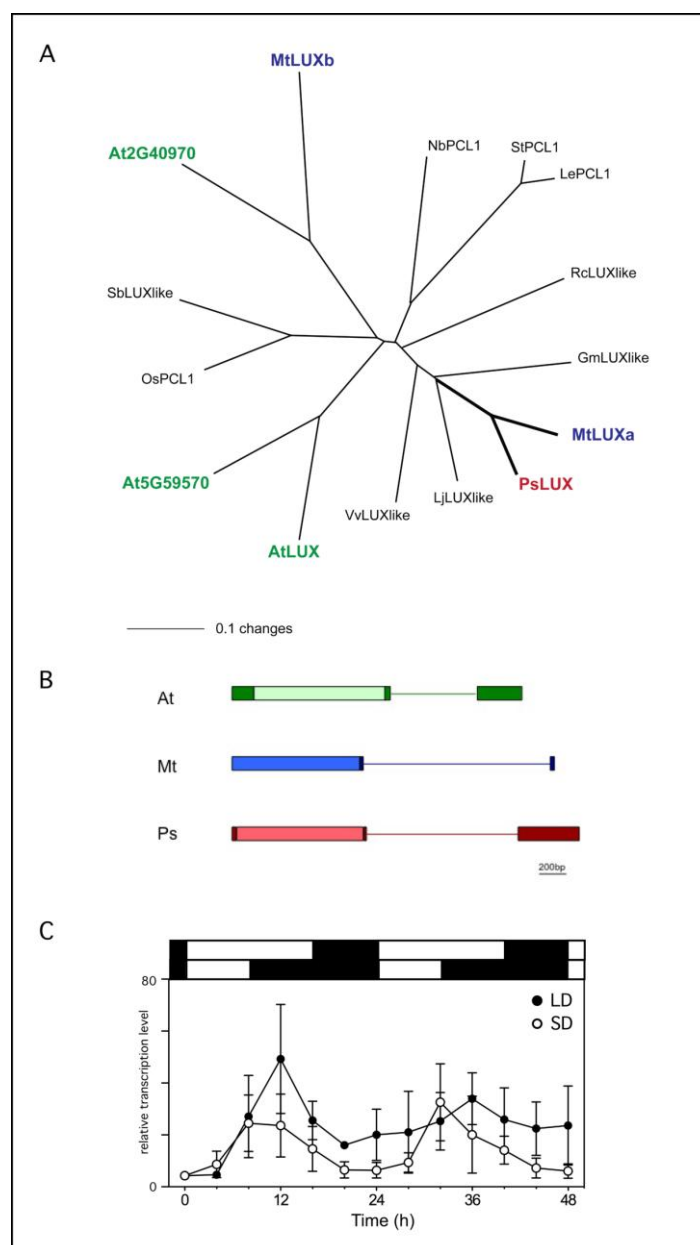 A
MtLUXb
At2G40970
NbPCL1
StPCL1
LePCL1
SbLUXlike
RcLUXlike
OsPCL1
GmLUXlike
At5G59570
MtLUXa
PsLUX
LjLUXlike
VvLUXlike
AtLUX
0.1 changes
B
At
Mt
Ps
200bp
C
80
LD
SD
relative transcription level
0
0 12 24 36 48
Time (h)